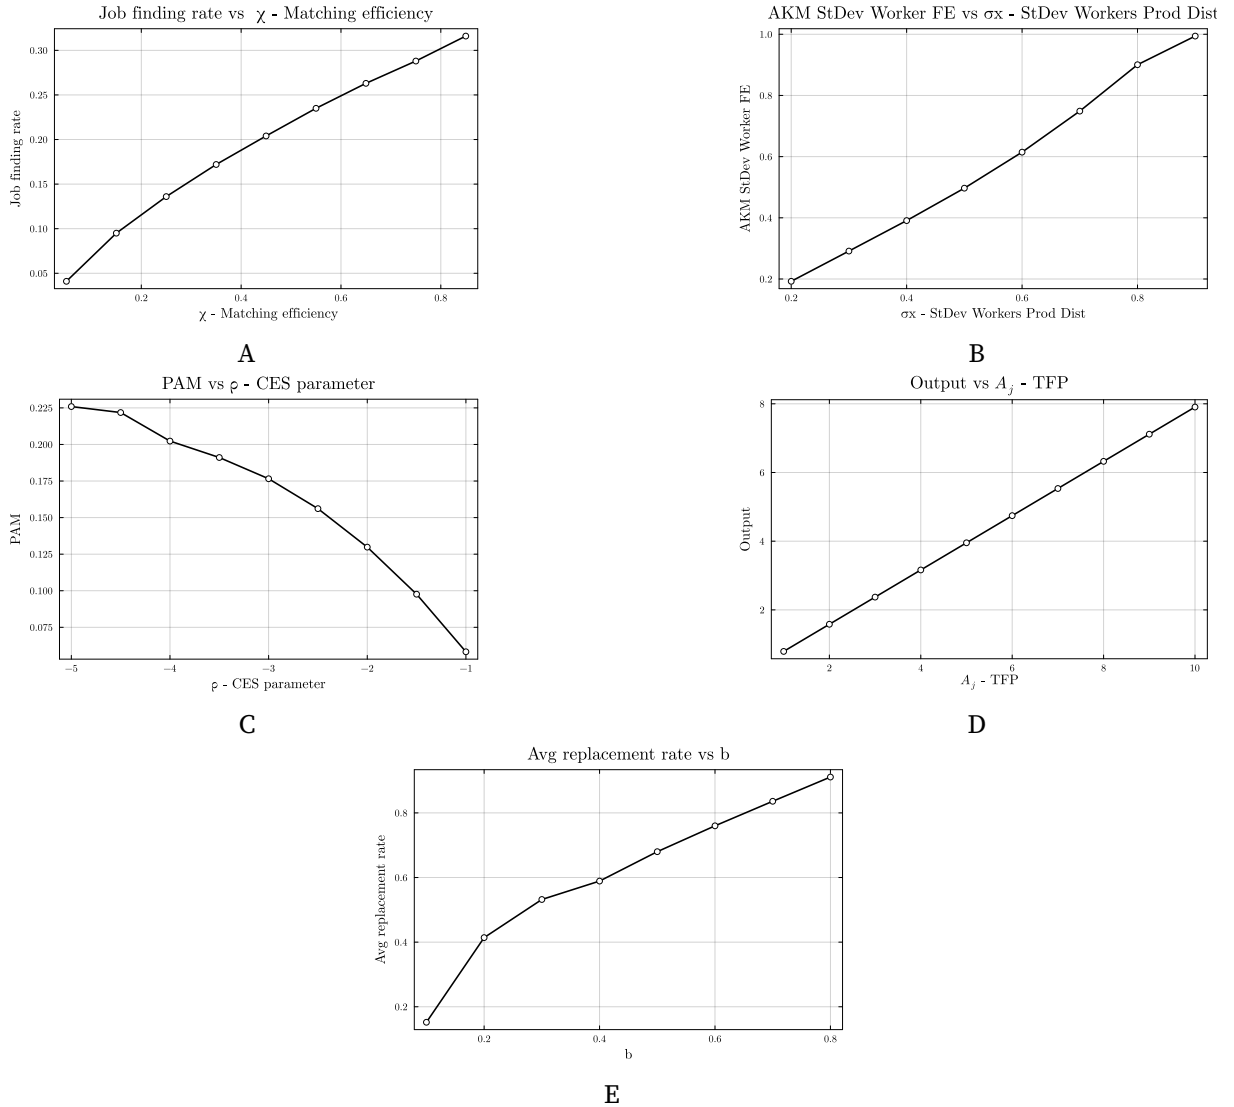 Job finding rate vs χ - Matching efficiency
Job finding rate
0.30
0.25
0.20
0.15
0.10
0.05
0.2 0.4 0.6 0.8
χ - Matching efficiency
A
AKM StDev Worker FE vs σx - StDev Workers Prod Dist
AKM StDev Worker FE
1.0
0.8
0.6
0.4
0.2
0.2 0.4 0.6 0.8
σx - StDev Workers Prod Dist
B
PAM vs ρ - CES parameter
PAM
0.225
0.200
0.175
0.150
0.125
0.100
0.075
−5 −4 −3 −2 −1
ρ - CES parameter
C
Output vs A_j - TFP
Output
8
6
4
2
2 4 6 8 10
A_j - TFP
D
Avg replacement rate vs b
Avg replacement rate
0.8
0.6
0.4
0.2
0.2 0.4 0.6 0.8
b
E